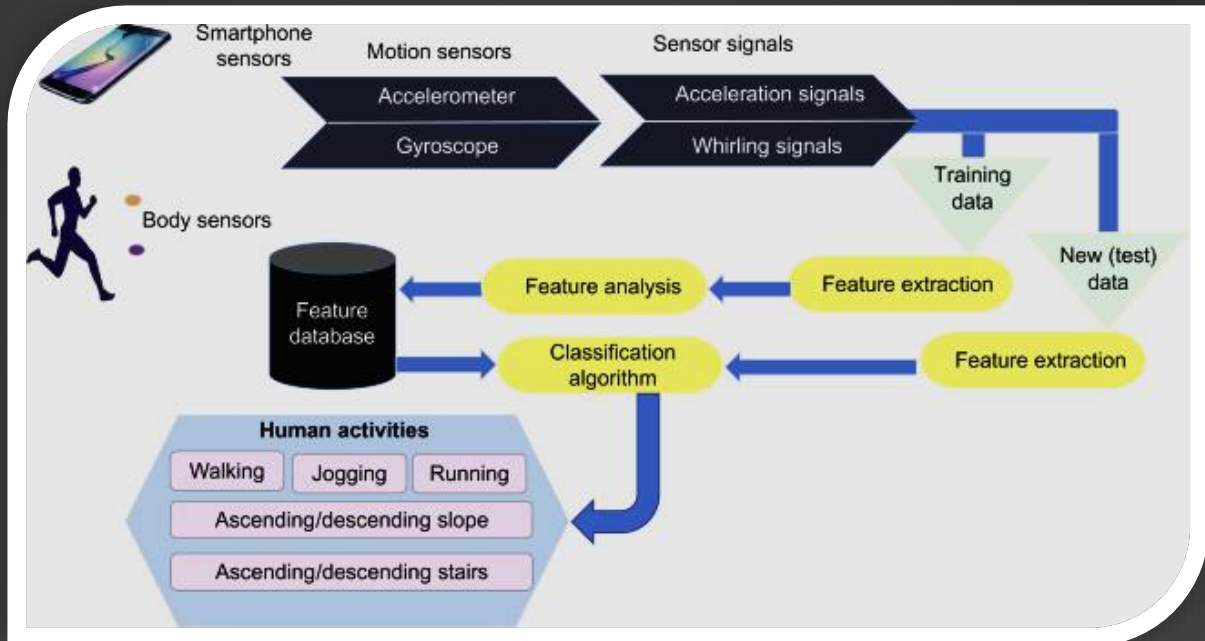 Smartphone
sensors
Motion sensors
Sensor signals
Accelerometer
Gyroscope
Acceleration signals
Whirling signals
Training
data
New (test)
data
Body sensors
Feature
database
Feature analysis
Feature extraction
Classification
algorithm
Feature extraction
Human activities
Walking
Jogging
Running
Ascending/descending slope
Ascending/descending stairs